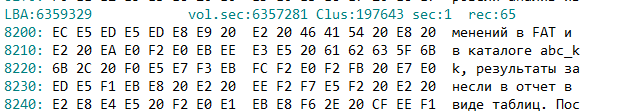 LBA:6359329 vol.sec:6357281 Clus:197643 sec:1 rec:65
8200: EC E5 ED E5 ED E8 E9 20 E2 20 46 41 54 20 E8 20 менений в FAT и
8210: E2 20 EA E0 F2 E0 EB EE E3 E5 20 61 62 63 5F 6B в каталоге abc_k
8220: 6B 2C 20 F0 E5 E7 F3 EB FC F2 E0 F2 FB 20 E7 E0 k, результаты за
8230: ED E5 F1 EB E8 20 E2 20 EE F2 F7 E5 F2 20 E2 20 несли в отчет в
8240: E2 E8 E4 E5 20 F2 E0 E1 EB E8 F6 2E 20 CF EE F1 виде таблиц. Пос